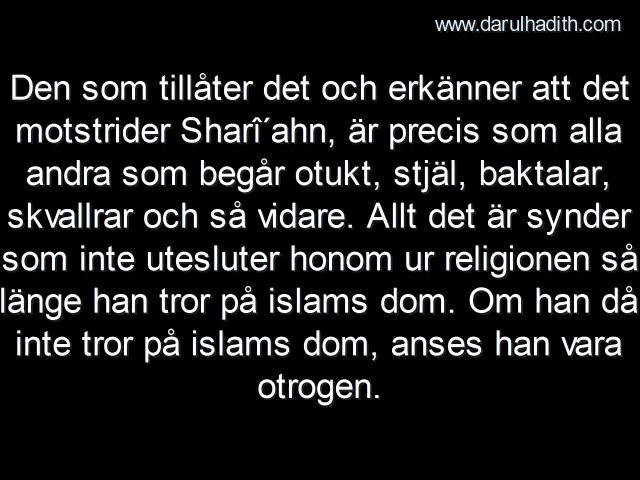 www.darulhadith.com
Den som tillåter det och erkänner att det
motstrider Sharî´ahn, är precis som alla
andra som begår otukt, stjäl, baktalar,
skvallrar och så vidare. Allt det är synder
som inte utesluter honom ur religionen så
länge han tror på islams dom. Om han då
inte tror på islams dom, anses han vara
otrogen.